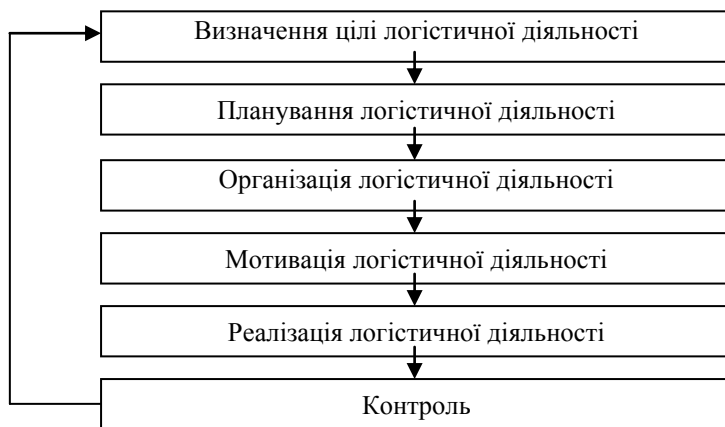 Визначення цілі логістичної діяльності
Планування логістичної діяльності
Організація логістичної діяльності
Мотивація логістичної діяльності
Реалізація логістичної діяльності
Контроль